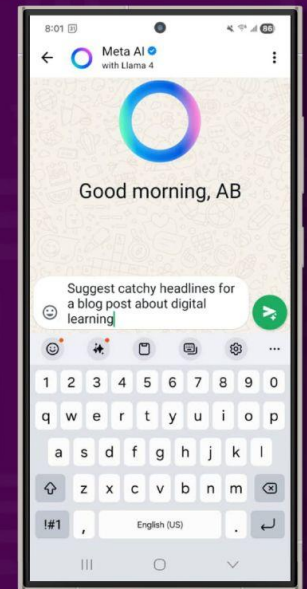 8:01
86
Meta AI
with Llama 4
Good morning, AB
Suggest catchy headlines for
a blog post about digital
learning
1 2 3 4 5 6 7 8 9 0
q w e r t y u i o p
a s d f g h j k l
z x c v b n m
!#1 , English (US) .